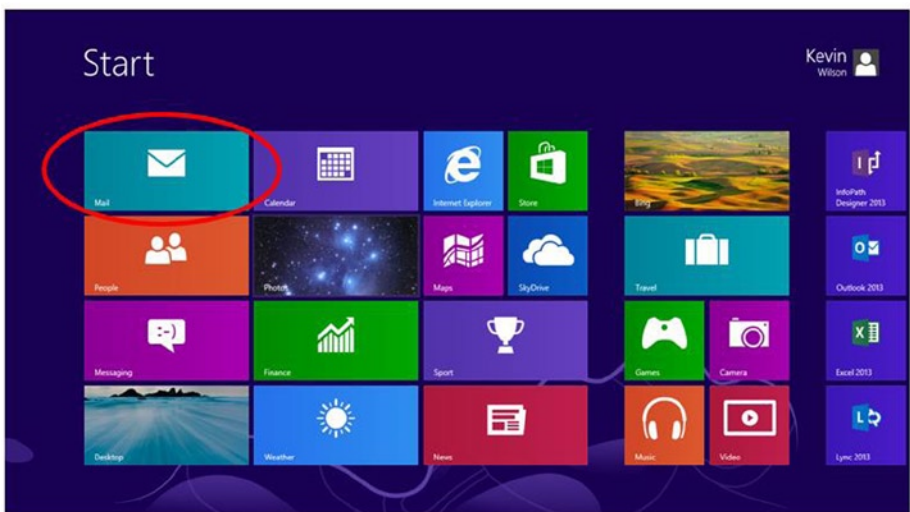 Start
Kevin
Wilson
Mail
Calendar
Internet Explorer
Store
Bing
InfoPath
Designer 2013
People
Photos
Maps
SkyDrive
Travel
Outlook 2013
Messaging
Finance
Sport
Games
Camera
Excel 2013
Desktop
Weather
News
Music
Video
Lync 2013